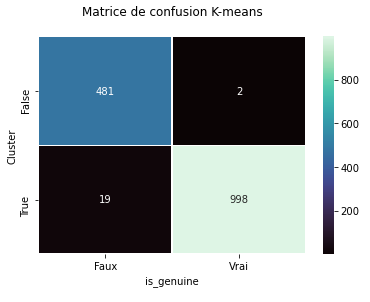 Matrice de confusion K-means
False
481
2
800
600
Cluster
400
True
19
998
200
Faux
Vrai
is_genuine